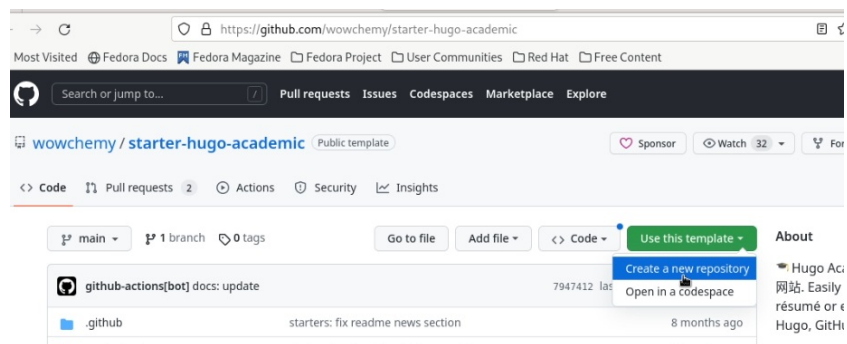 https://github.com/wowchemy/starter-hugo-academic
Most Visited Fedora Docs Fedora Magazine Fedora Project User Communities Red Hat Free Content
Search or jump to... / Pull requests Issues Codespaces Marketplace Explore
wowchemy / starter-hugo-academic Public template Sponsor Watch 32 For
<> Code Pull requests 2 Actions Security Insights
main 1 branch 0 tags Go to file Add file <> Code Use this template About
Create a new repository
Hugo Aca
github-actions[bot] docs: update 7947412 las
Open in a codespace
网站. Easily
résumé or e
.github starters: fix readme news section 8 months ago
Hugo, GitHu